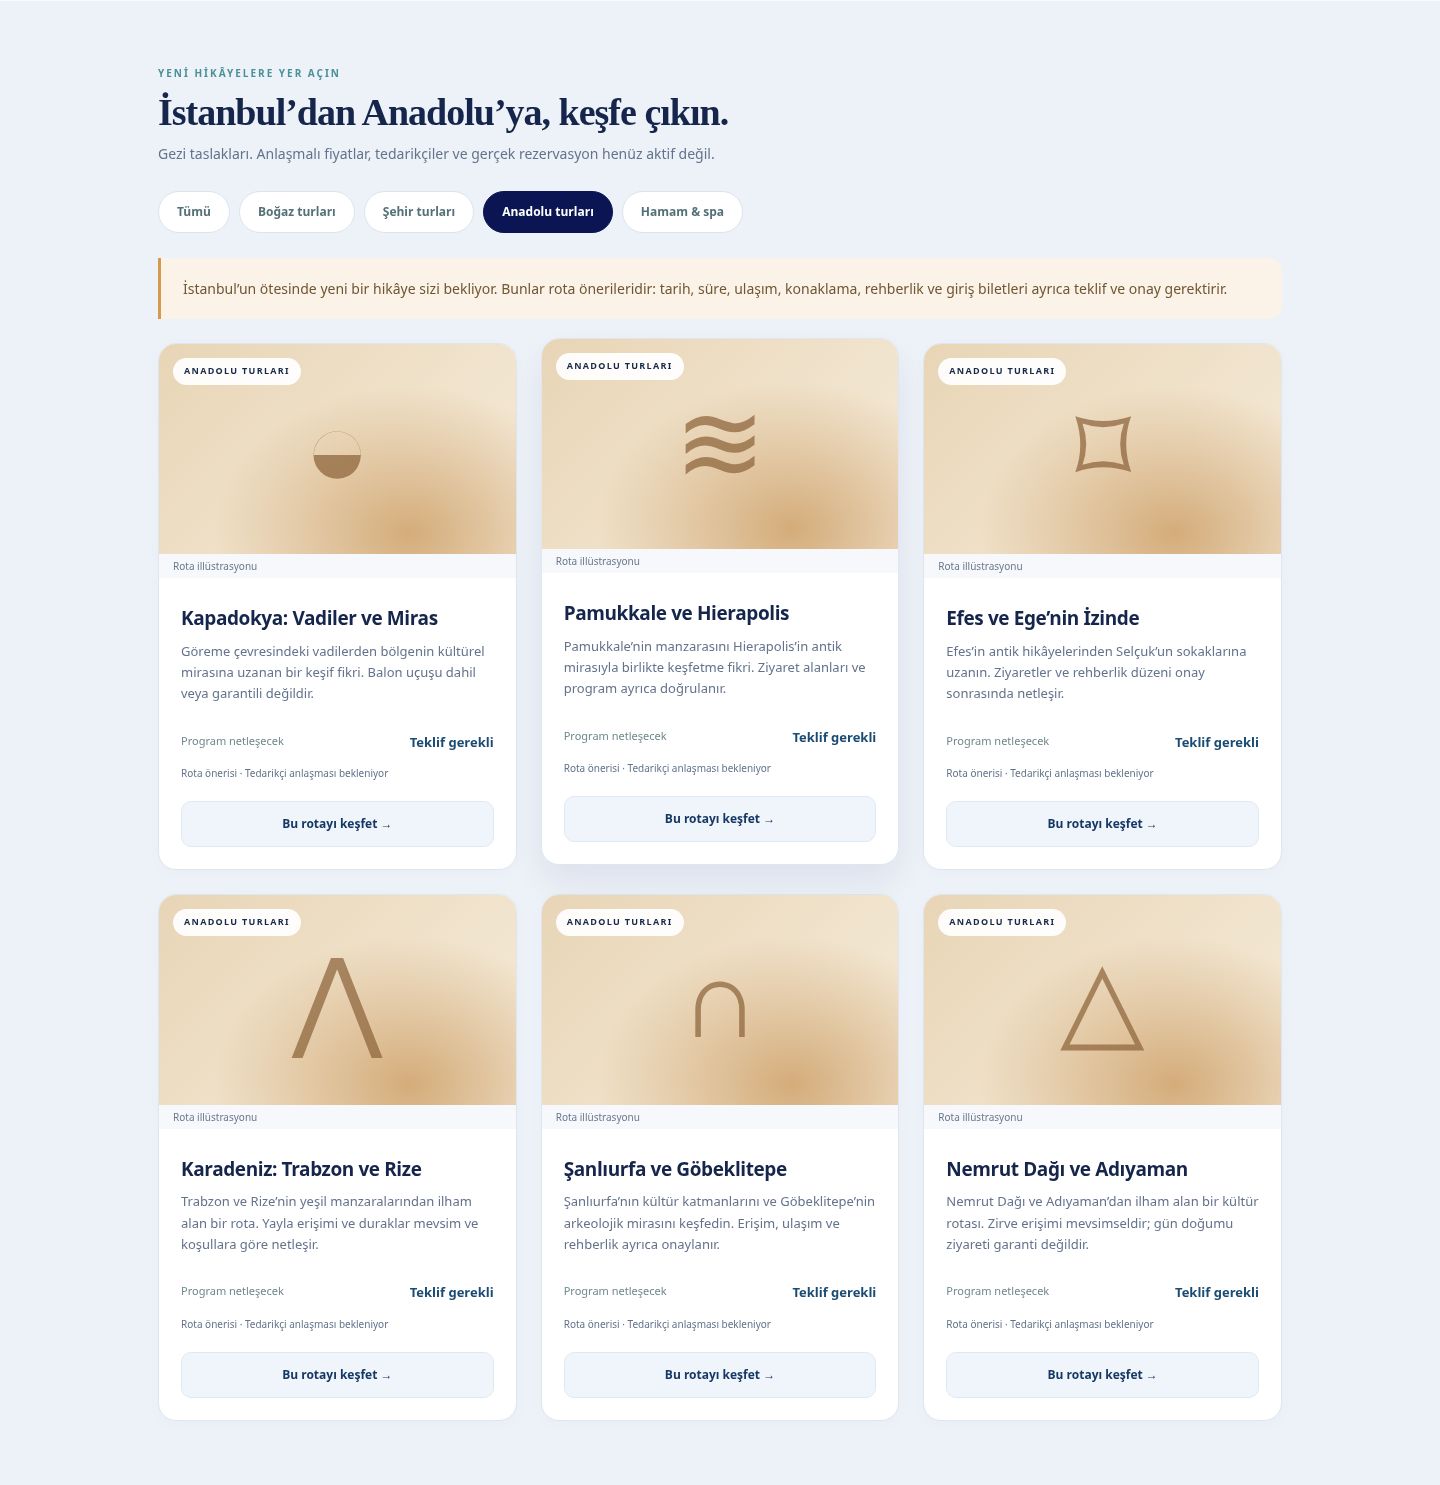 YENİ HİKÂYELERE YER AÇIN
İstanbul’dan Anadolu’ya, keşfe çıkın.
Gezi taslakları. Anlaşmalı fiyatlar, tedarikçiler ve gerçek rezervasyon henüz aktif değil.
Tümü
Boğaz turları
Şehir turları
Anadolu turları
Hamam & spa
İstanbul’un ötesinde yeni bir hikâye sizi bekliyor. Bunlar rota önerileridir: tarih, süre, ulaşım, konaklama, rehberlik ve giriş biletleri ayrıca teklif ve onay gerektirir.
ANADOLU TURLARI
Rota illüstrasyonu
Kapadokya: Vadiler ve Miras
Göreme çevresindeki vadilerden bölgenin kültürel
mirasına uzanan bir keşif fikri. Balon uçuşu dahil
veya garantili değildir.
Program netleşecek
Teklif gerekli
Rota önerisi · Tedarikçi anlaşması bekleniyor
Bu rotayı keşfet →
ANADOLU TURLARI
Rota illüstrasyonu
Pamukkale ve Hierapolis
Pamukkale’nin manzarasını Hierapolis’in antik
mirasıyla birlikte keşfetme fikri. Ziyaret alanları ve
program ayrıca doğrulanır.
Program netleşecek
Teklif gerekli
Rota önerisi · Tedarikçi anlaşması bekleniyor
Bu rotayı keşfet →
ANADOLU TURLARI
Rota illüstrasyonu
Efes ve Ege’nin İzinde
Efes’in antik hikâyelerinden Selçuk’un sokaklarına
uzanın. Ziyaretler ve rehberlik düzeni onay
sonrasında netleşir.
Program netleşecek
Teklif gerekli
Rota önerisi · Tedarikçi anlaşması bekleniyor
Bu rotayı keşfet →
ANADOLU TURLARI
Rota illüstrasyonu
Karadeniz: Trabzon ve Rize
Trabzon ve Rize’nin yeşil manzaralarından ilham
alan bir rota. Yayla erişimi ve duraklar mevsim ve
koşullara göre netleşir.
Program netleşecek
Teklif gerekli
Rota önerisi · Tedarikçi anlaşması bekleniyor
Bu rotayı keşfet →
ANADOLU TURLARI
Rota illüstrasyonu
Şanlıurfa ve Göbeklitepe
Şanlıurfa’nın kültür katmanlarını ve Göbeklitepe’nin
arkeolojik mirasını keşfedin. Erişim, ulaşım ve
rehberlik ayrıca onaylanır.
Program netleşecek
Teklif gerekli
Rota önerisi · Tedarikçi anlaşması bekleniyor
Bu rotayı keşfet →
ANADOLU TURLARI
Rota illüstrasyonu
Nemrut Dağı ve Adıyaman
Nemrut Dağı ve Adıyaman’dan ilham alan bir kültür
rotası. Zirve erişimi mevsimseldir; gün doğumu
ziyareti garanti değildir.
Program netleşecek
Teklif gerekli
Rota önerisi · Tedarikçi anlaşması bekleniyor
Bu rotayı keşfet →